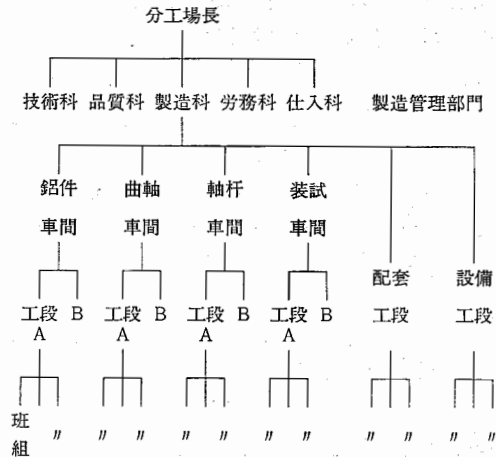 分工場長
技術科 品質科 製造科 労務科 仕入科 製造管理部門
鋁件 曲軸 軸杆 装試
車間 車間 車間 車間
配套 設備
工段 B 工段 B 工段 B 工段 B 工段 工段
A A A A
班組 〃 〃 〃 〃 〃 〃 〃 〃 〃 〃 〃